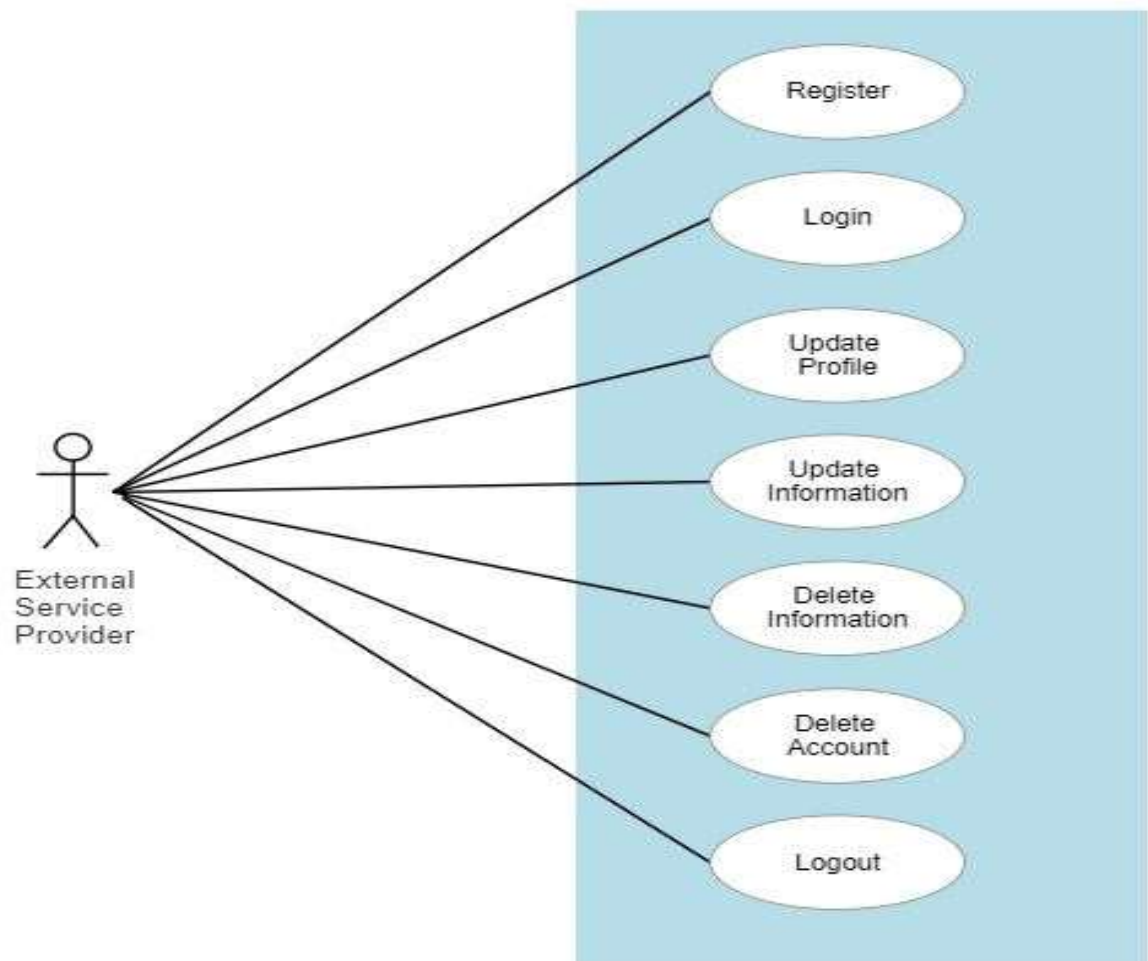 Register
Login
Update
Profile
Update
Information
External
Service
Provider
Delete
Information
Delete
Account
Logout